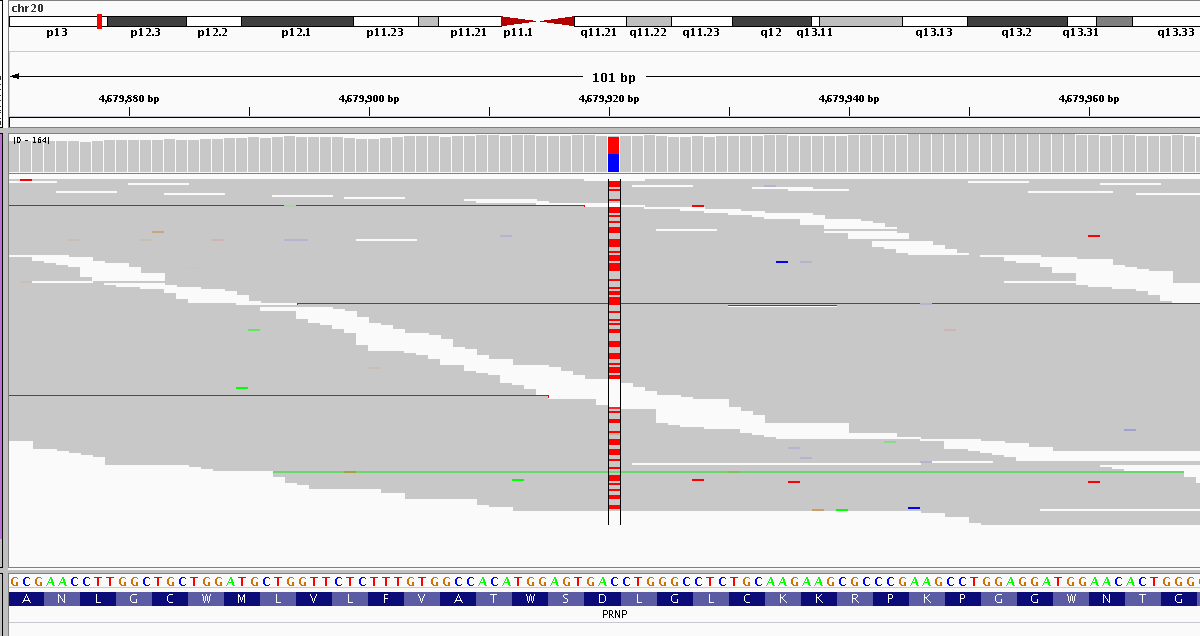 chr20
p13 p12.3 p12.2 p12.1 p11.23 p11.21 p11.1 q11.21 q11.22 q11.23 q12 q13.11 q13.13 q13.2 q13.31 q13.33
101 bp
4,679,880 bp 4,679,900 bp 4,679,920 bp 4,679,940 bp 4,679,960 bp
[0 - 164]
GCGAACCTTGGCTGCTGGATGCTGGTTCTCTTTGTGGCCACATGGAGTGACCTGGGCCTCTGCAAGAAGCGCCCGAAGCCTGGAGGATGGAACACTGGG
A N L G C W M L V L F V A T W S D L G L C K K R P K P G G W N T G
PRNP